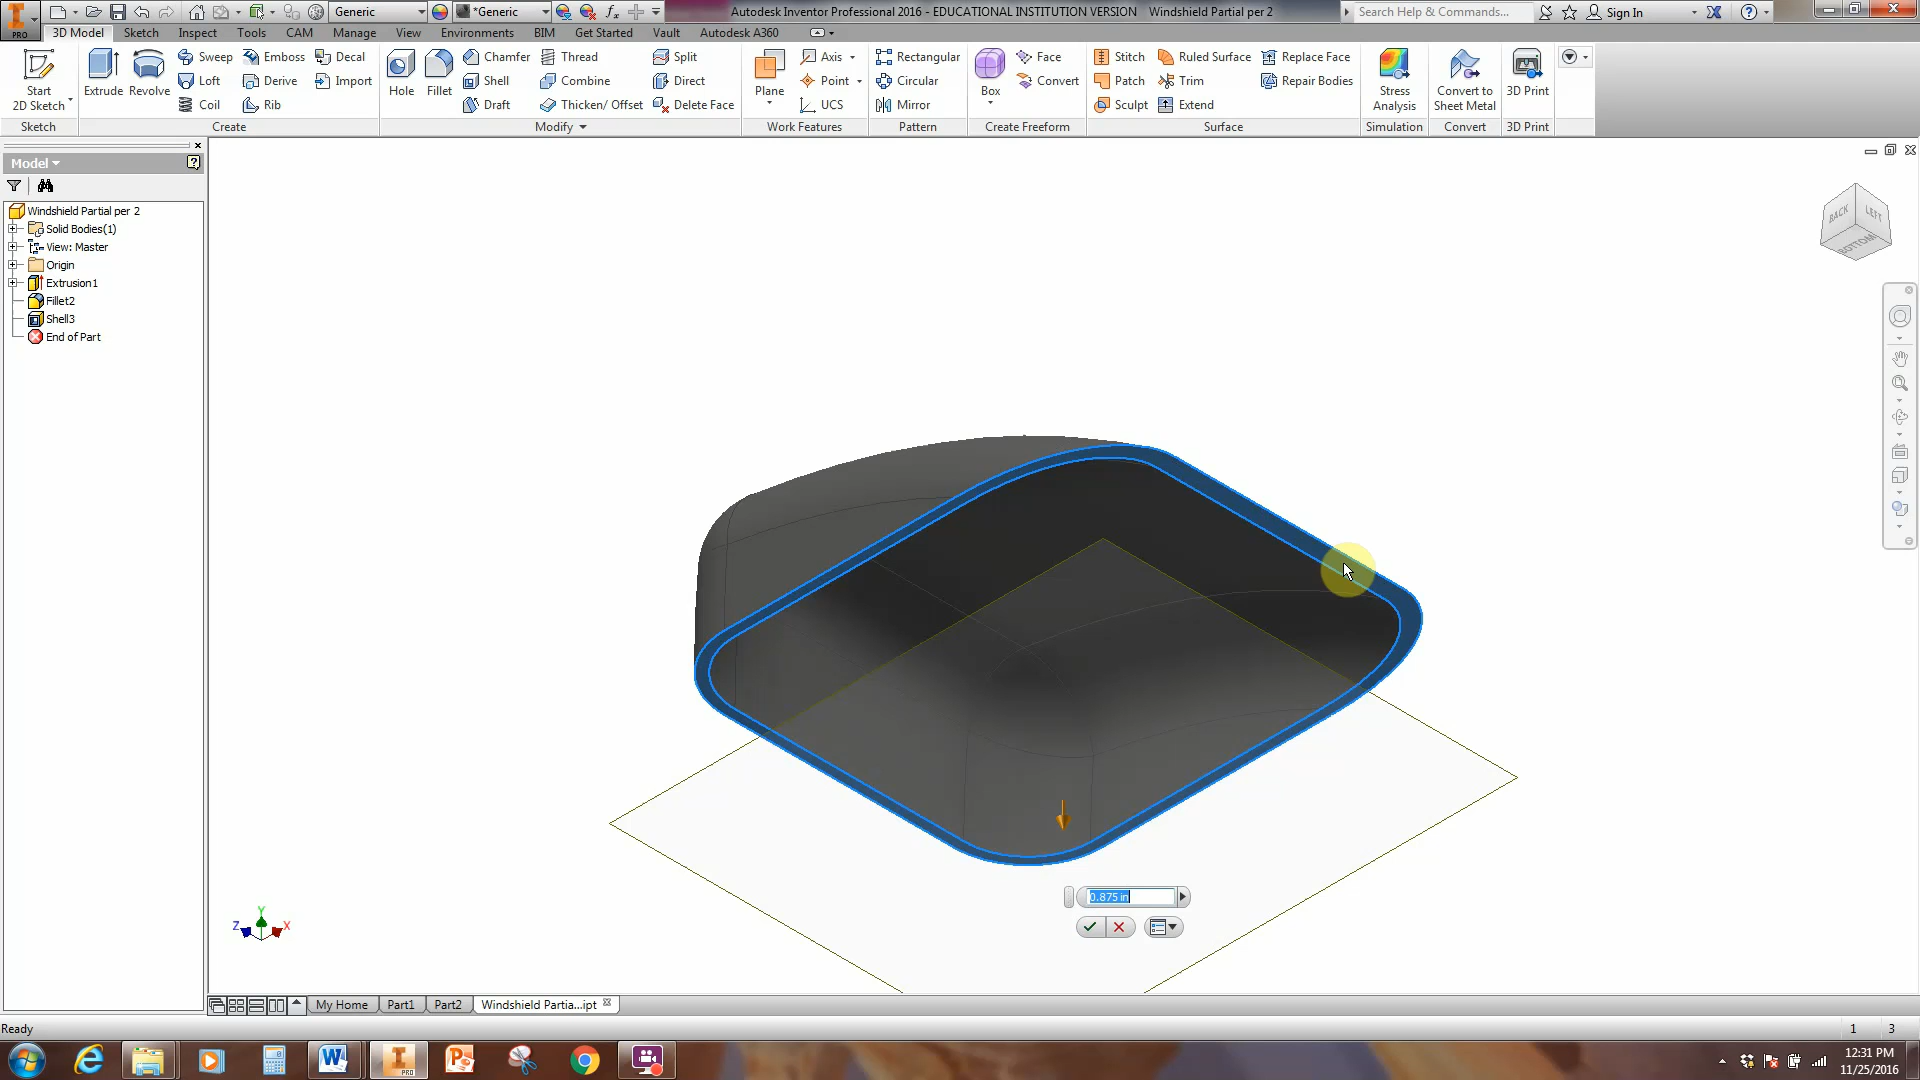 Generic
*Generic
Autodesk Inventor Professional 2016 - EDUCATIONAL INSTITUTION VERSION Windshield Partial per 2
Search Help & Commands...
Sign In
PRO
3D Model Sketch Inspect Tools CAM Manage View Environments BIM Get Started Vault Autodesk A360
Start
2D Sketch
Extrude
Revolve
Sweep
Loft
Coil
Emboss
Derive
Rib
Decal
Import
Hole
Fillet
Chamfer
Shell
Draft
Thread
Combine
Thicken/ Offset
Split
Direct
Delete Face
Plane
Axis
Point
UCS
Rectangular
Circular
Mirror
Box
Face
Convert
Stitch
Patch
Sculpt
Ruled Surface
Trim
Extend
Replace Face
Repair Bodies
Stress
Analysis
Convert to
Sheet Metal
3D Print
Sketch Create Modify Work Features Pattern Create Freeform Surface Simulation Convert 3D Print
Model
Windshield Partial per 2
Solid Bodies(1)
View: Master
Origin
Extrusion1
Fillet2
Shell3
End of Part
BACK
LEFT
BOTTOM
0.875 in
Y
Z
X
My Home Part1 Part2 Windshield Partia...ipt
Ready
1 3
PRO
12:31 PM
11/25/2016